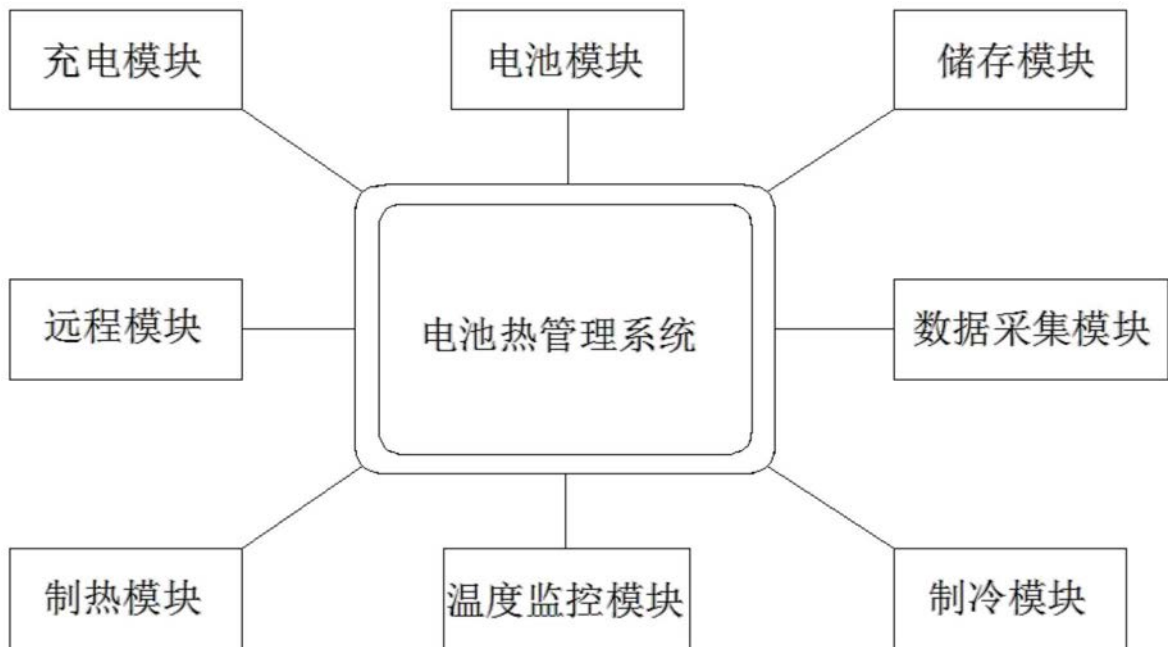 充电模块
电池模块
储存模块
远程模块
电池热管理系统
数据采集模块
制热模块
温度监控模块
制冷模块